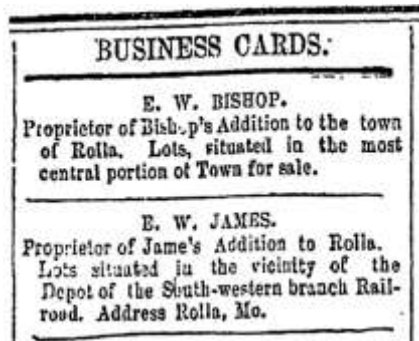 BUSINESS CARDS.
E. W. BISHOP.
Proprietor of Bishop's Addition to the town
of Rolla. Lots, situated in the most
central portion of Town for sale.
E. W. JAMES.
Proprietor of Jame's Addition to Rolla.
Lots situated in the vicinity of the
Depot of the South-western branch Rail-
road. Address Rolla, Mo.